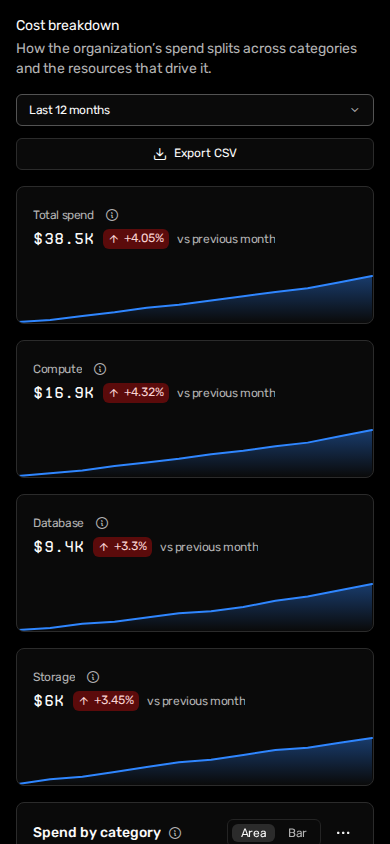 Cost breakdown
How the organization's spend splits across categories
and the resources that drive it.
Last 12 months
Export CSV
Total spend
$38.5K +4.05% vs previous month
Compute
$16.9K +4.32% vs previous month
Database
$9.4K +3.3% vs previous month
Storage
$6K +3.45% vs previous month
Spend by category Area Bar